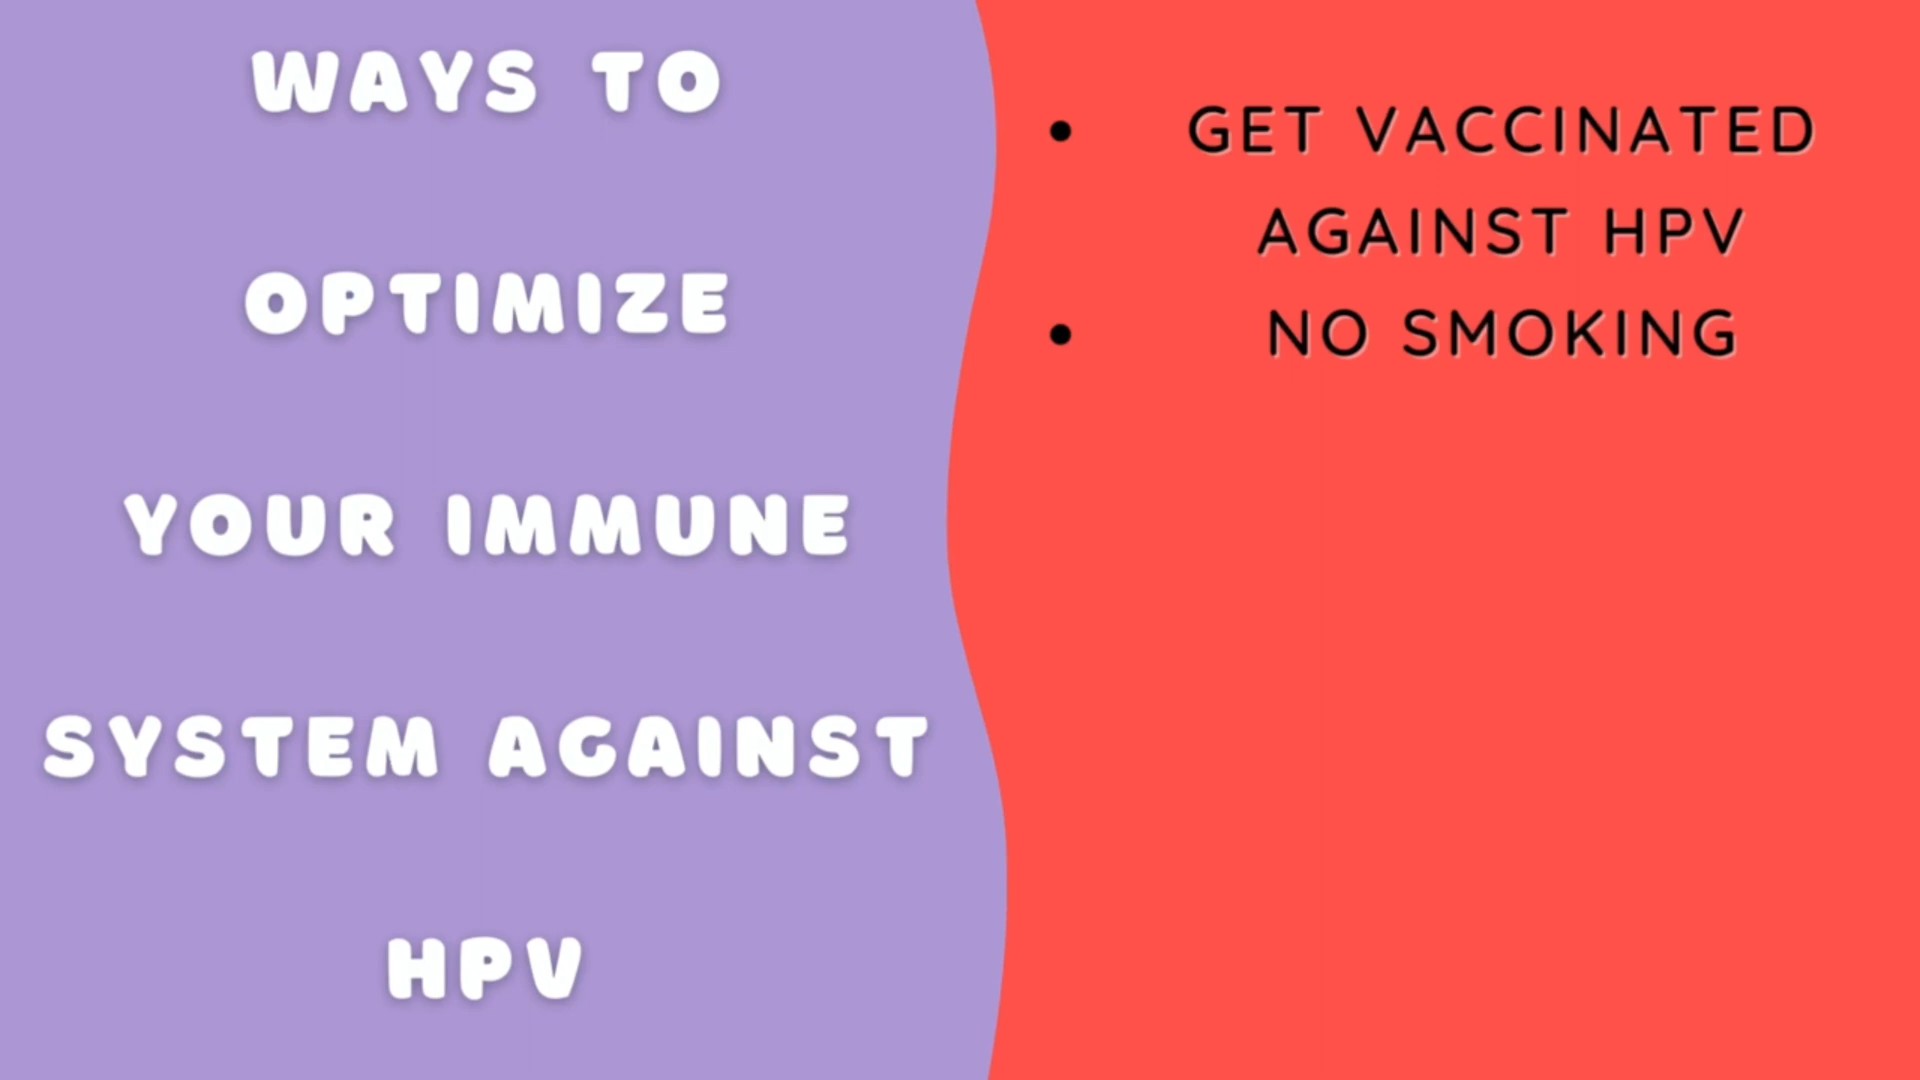 WAYS TO
OPTIMIZE
YOUR IMMUNE
SYSTEM AGAINST
HPV
• GET VACCINATED
AGAINST HPV
• NO SMOKING